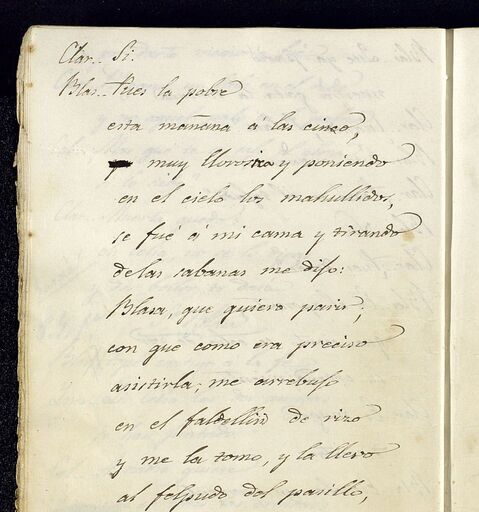 Clar. Si.
Blas. Pues la pobre
esta mañana á las cinco,
muy llorosica y poniendo
en el cielo los mahullidos,
se fué á mi cama y tirando
de las sabanas me dijo:
Blasa, que quiero parir;
con que como era preciso
asistirla; me arrebujo
en el faldellin de rizo
y me la tomo, y la llevo
al felpudo del pasillo,